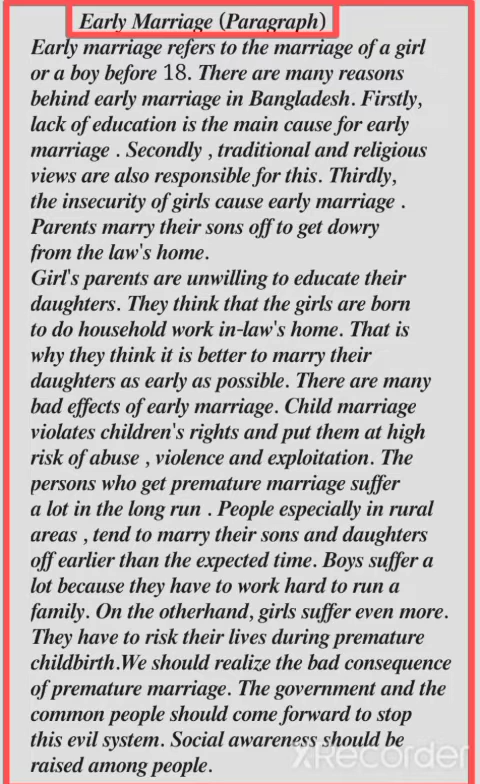 Early Marriage (Paragraph)
Early marriage refers to the marriage of a girl
or a boy before 18. There are many reasons
behind early marriage in Bangladesh. Firstly,
lack of education is the main cause for early
marriage . Secondly , traditional and religious
views are also responsible for this. Thirdly,
the insecurity of girls cause early marriage .
Parents marry their sons off to get dowry
from the law's home.
Girl's parents are unwilling to educate their
daughters. They think that the girls are born
to do household work in-law's home. That is
why they think it is better to marry their
daughters as early as possible. There are many
bad effects of early marriage. Child marriage
violates children's rights and put them at high
risk of abuse , violence and exploitation. The
persons who get premature marriage suffer
a lot in the long run . People especially in rural
areas , tend to marry their sons and daughters
off earlier than the expected time. Boys suffer a
lot because they have to work hard to run a
family. On the otherhand, girls suffer even more.
They have to risk their lives during premature
childbirth.We should realize the bad consequence
of premature marriage. The government and the
common people should come forward to stop
this evil system. Social awareness should be
raised among people.
XRecorder